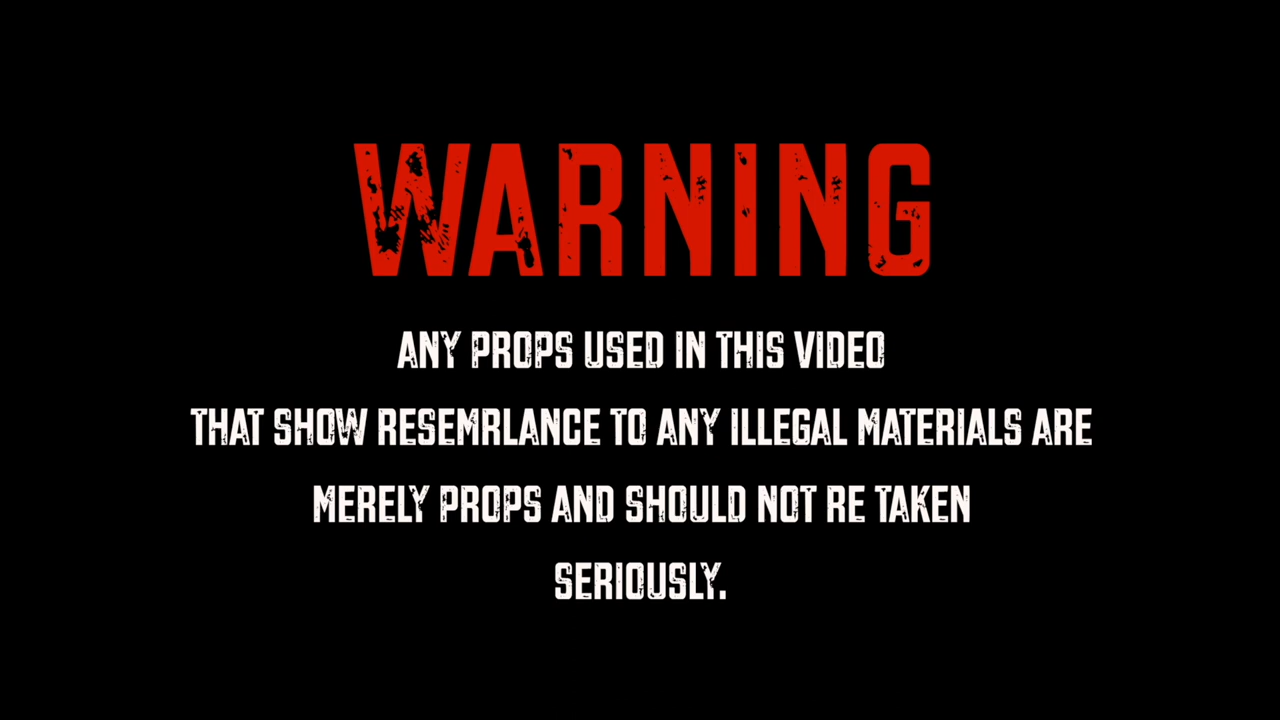 WARNING
ANY PROPS USED IN THIS VIDEO
THAT SHOW RESEMRLANCE TO ANY ILLEGAL MATERIALS ARE
MERELY PROPS AND SHOULD NOT RE TAKEN
SERIOUSLY.